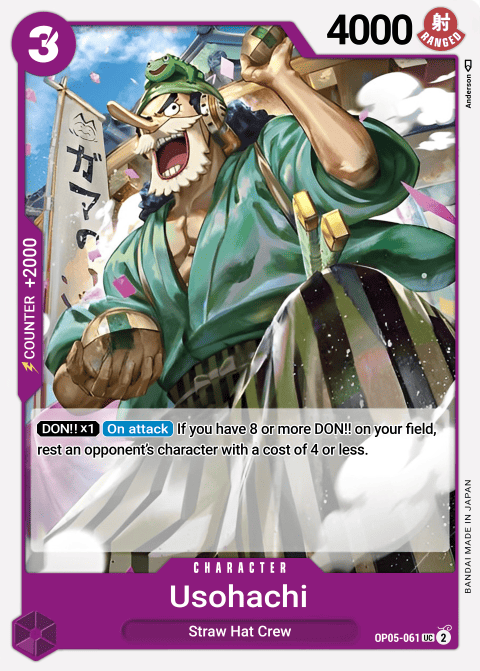 3
4000
射
RANGED
Anderson
ガマの
COUNTER +2000
DON!! x1 On attack If you have 8 or more DON!! on your field,
rest an opponent's character with a cost of 4 or less.
BANDAI MADE IN JAPAN
CHARACTER
Usohachi
Straw Hat Crew
OP05-061 UC 2